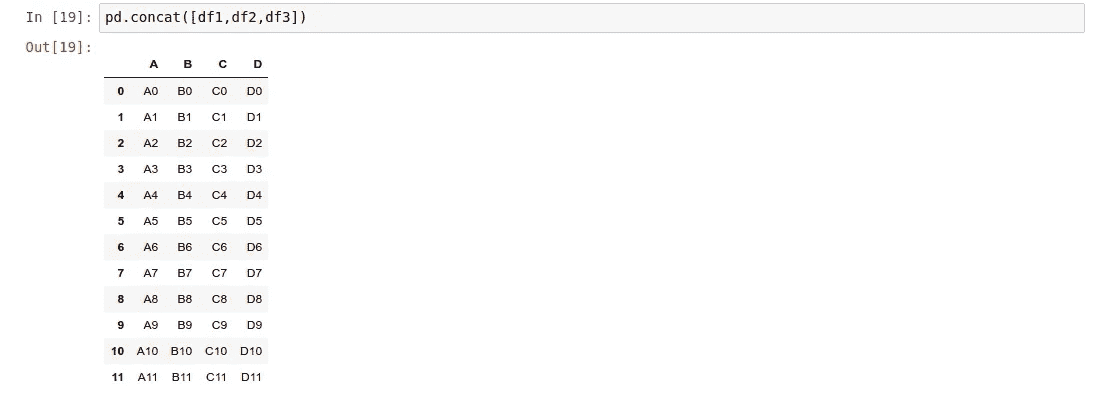 In [19]: pd.concat([df1,df2,df3])
Out[19]:
A B C D
0 A0 B0 C0 D0
1 A1 B1 C1 D1
2 A2 B2 C2 D2
3 A3 B3 C3 D3
4 A4 B4 C4 D4
5 A5 B5 C5 D5
6 A6 B6 C6 D6
7 A7 B7 C7 D7
8 A8 B8 C8 D8
9 A9 B9 C9 D9
10 A10 B10 C10 D10
11 A11 B11 C11 D11